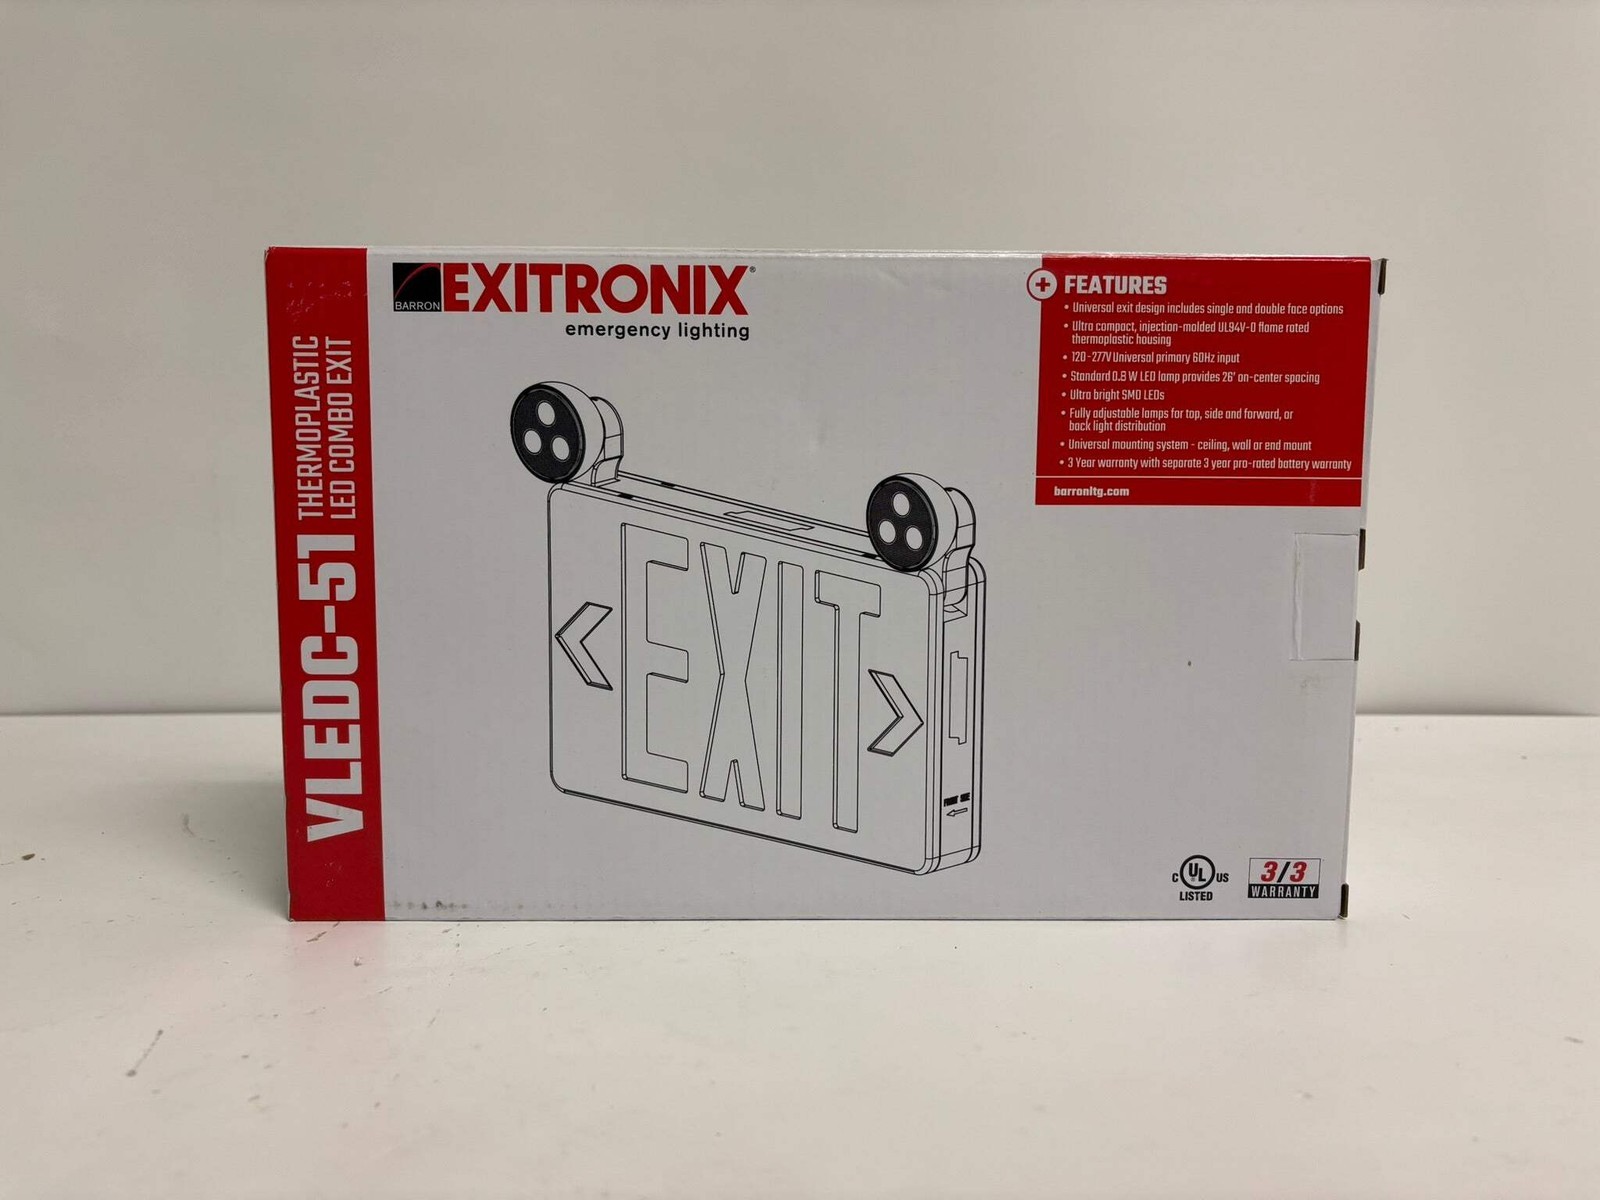 VLEDC-51
THERMOPLASTIC
LED COMBO EXIT
BARRON
EXITRONIX®
emergency lighting
FEATURES
• Universal exit design includes single and double face options
• Ultra compact, injection-molded UL94V-0 flame rated
thermoplastic housing
• 120-277V Universal primary 60Hz input
• Standard 0.8 W LED lamp provides 26' on-center spacing
• Ultra bright SMD LEDs
• Fully adjustable lamps for top, side and forward, or
back light distribution
• Universal mounting system - ceiling, wall or end mount
• 3 Year warranty with separate 3 year pro-rated battery warranty
barronltg.com
EXIT
C UL US
LISTED
3/3
WARRANTY